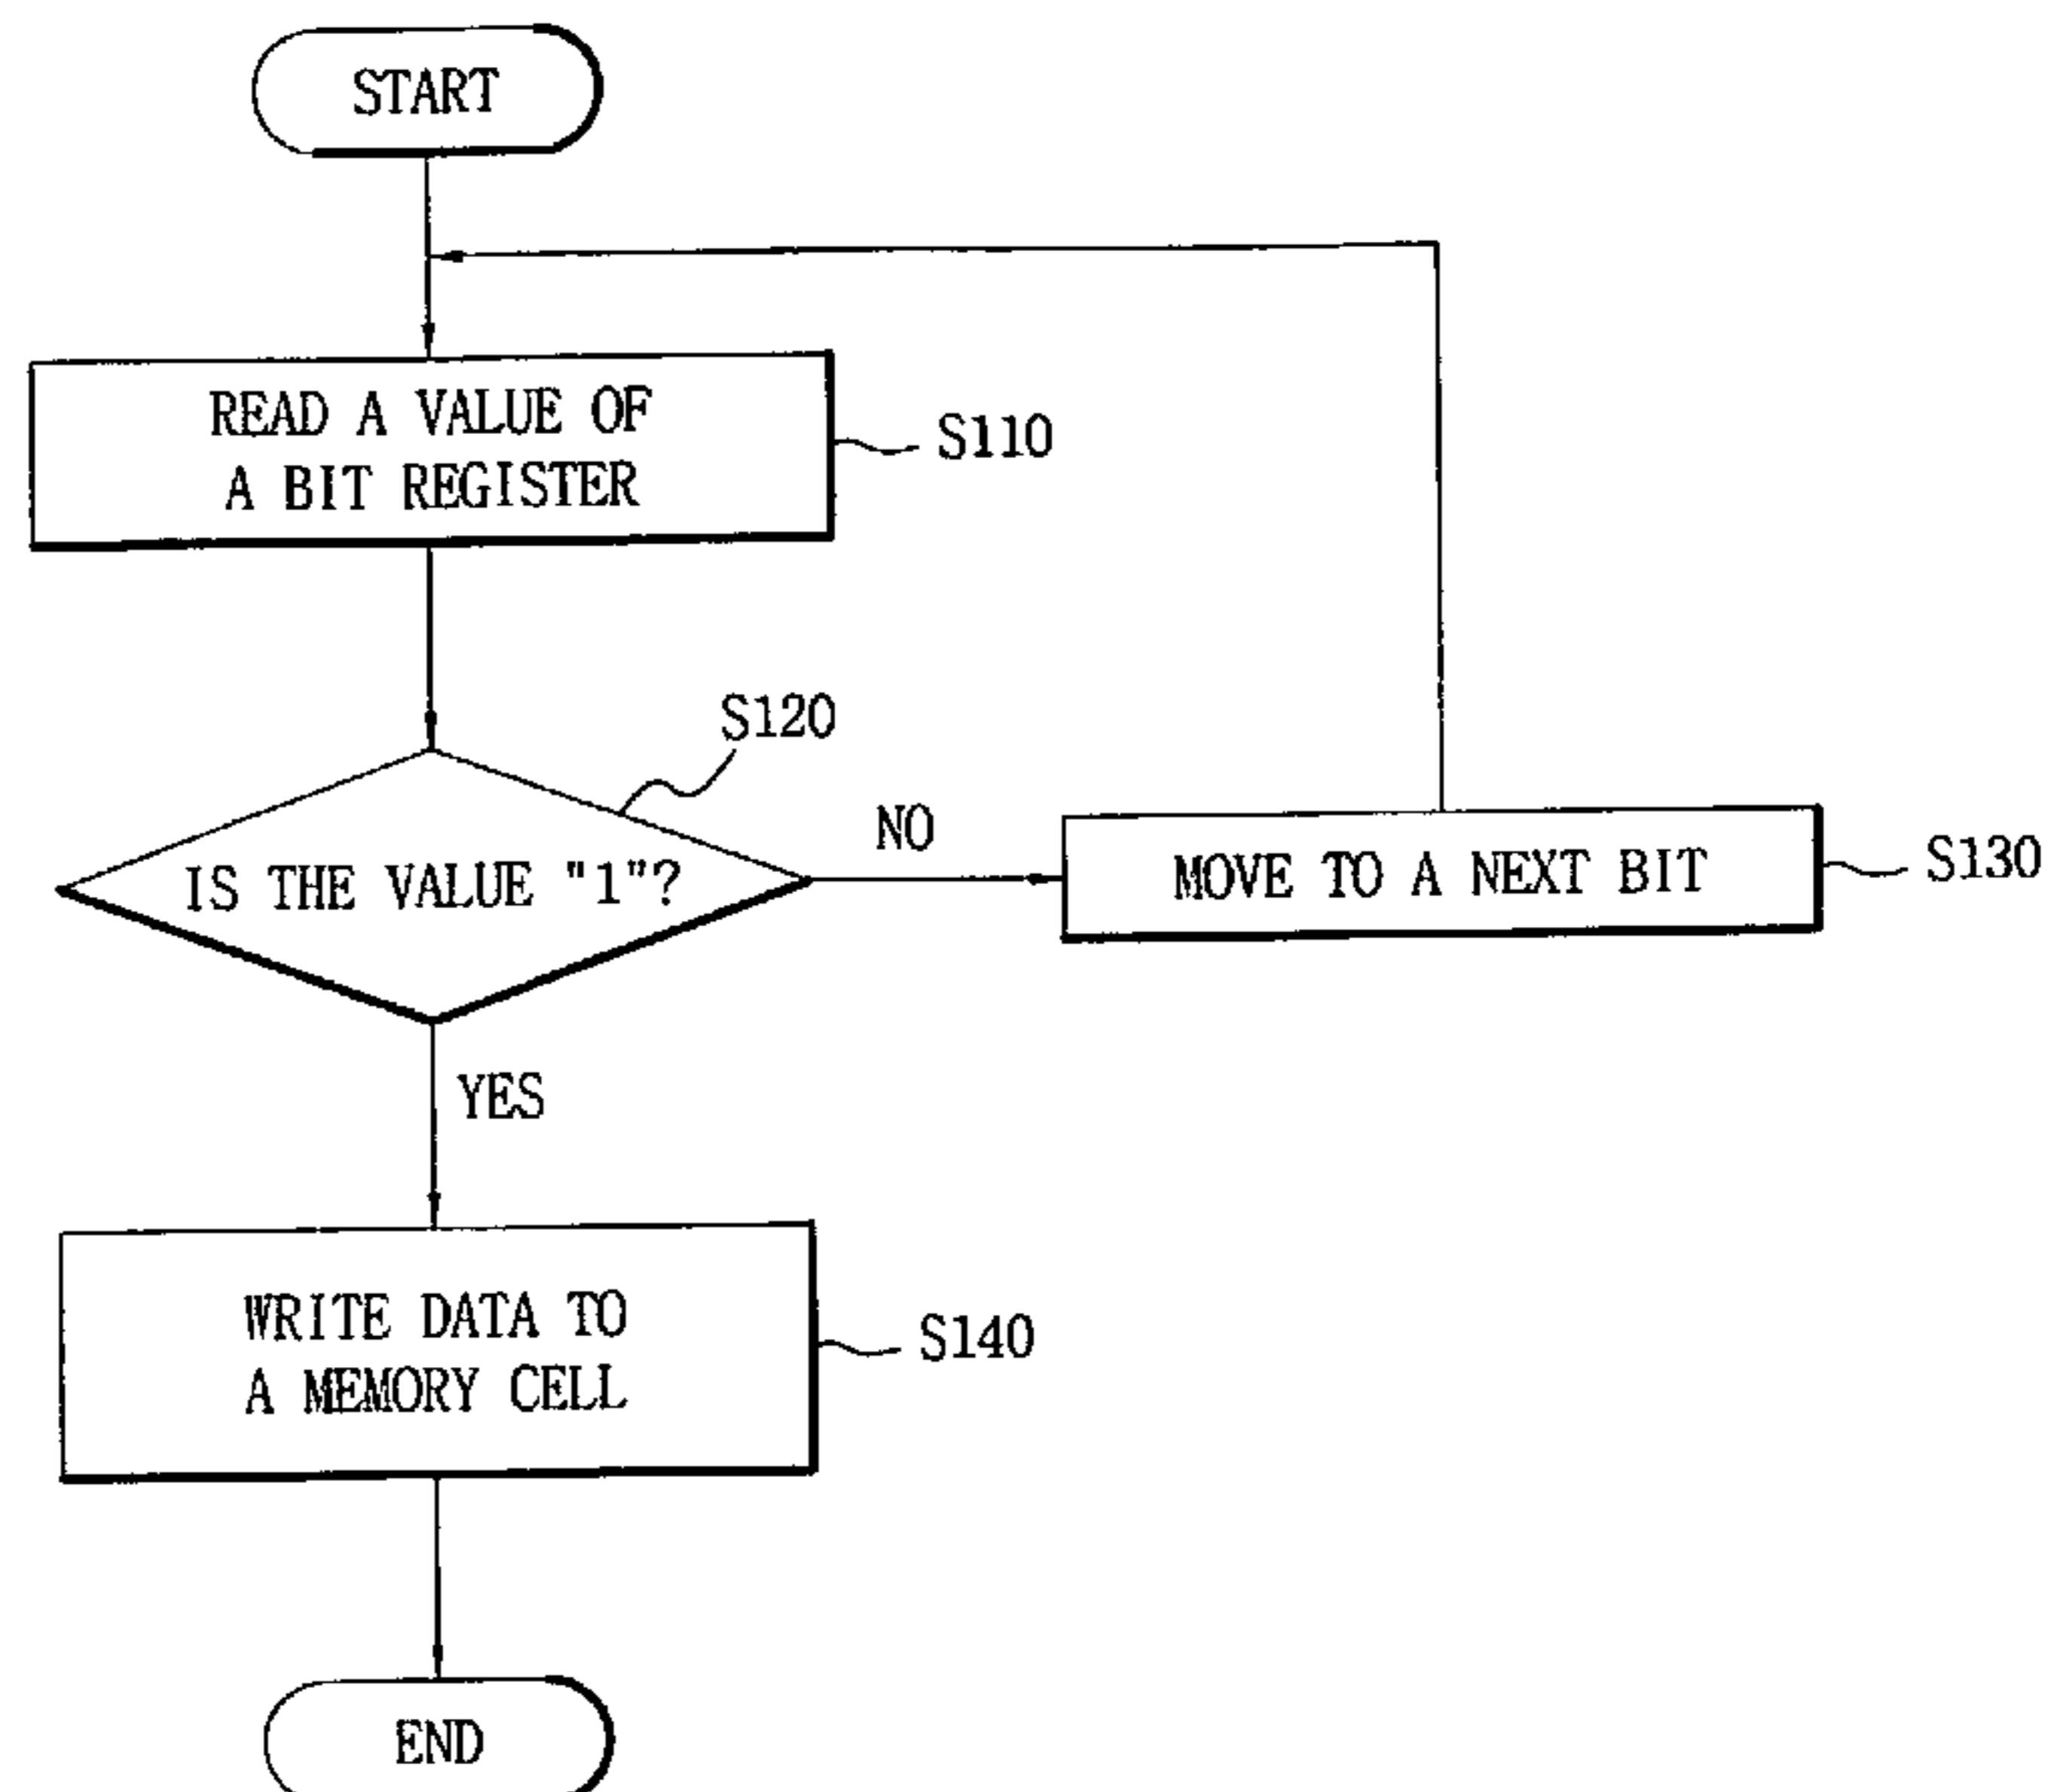 START
READ A VALUE OF
A BIT REGISTER
S110
S120
IS THE VALUE "1"?
NO
MOVE TO A NEXT BIT
S130
YES
WRITE DATA TO
A MEMORY CELL
S140
END